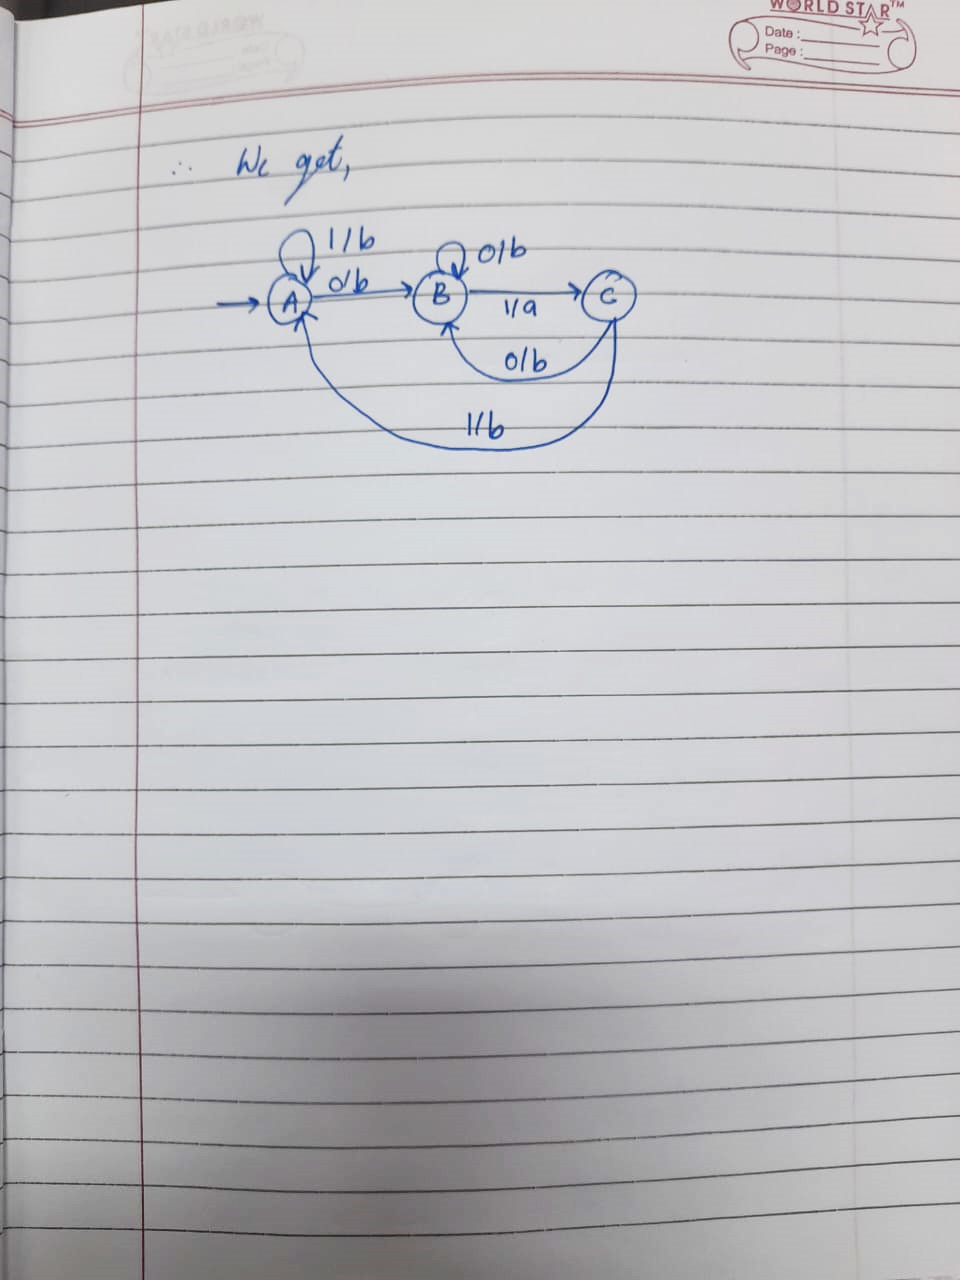 WORLD STAR™
Date :
Page :
∴ We get,
1/b
0/b
0/b
A
B
C
1/a
0/b
1/b